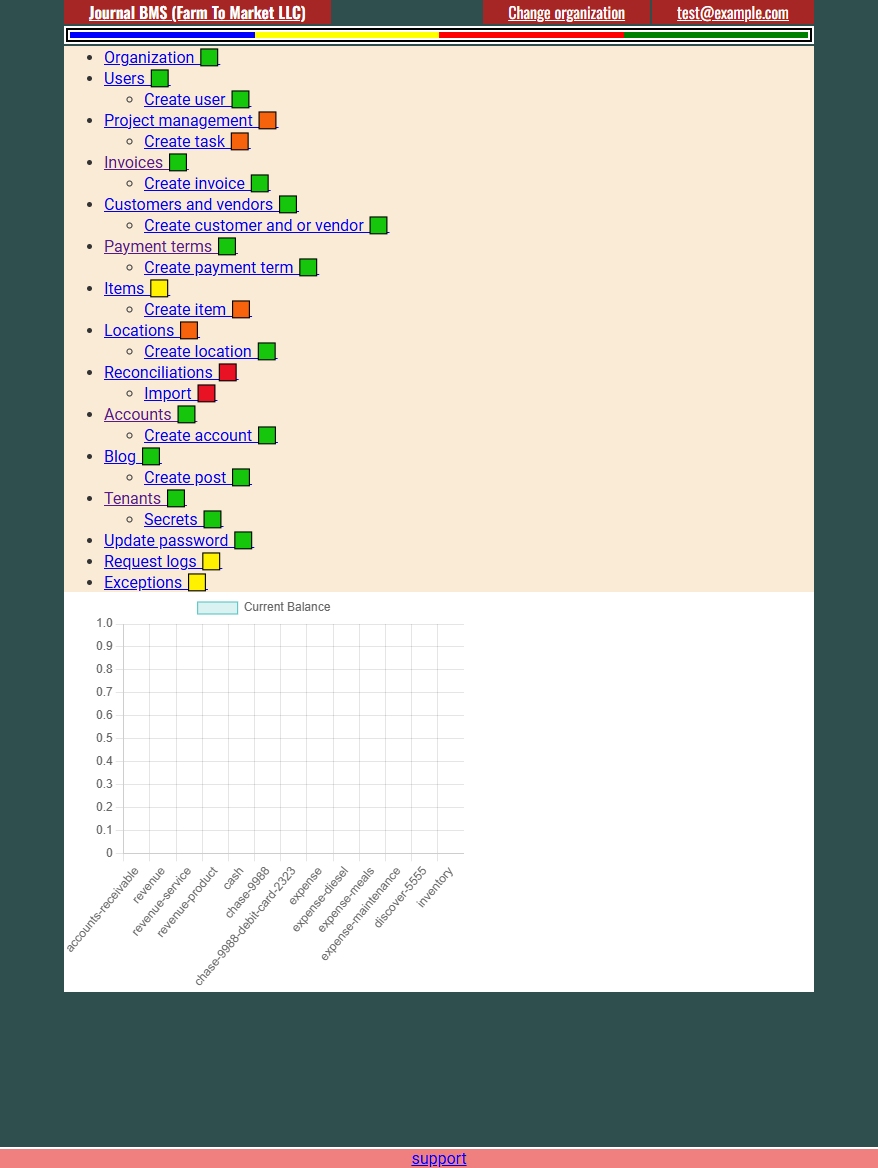 Journal BMS (Farm To Market LLC) Change organization test@example.com
Organization
Users
Create user
Project management
Create task
Invoices
Create invoice
Customers and vendors
Create customer and or vendor
Payment terms
Create payment term
Items
Create item
Locations
Create location
Reconciliations
Import
Accounts
Create account
Blog
Create post
Tenants
Secrets
Update password
Request logs
Exceptions
Current Balance
1.0
0.9
0.8
0.7
0.6
0.5
0.4
0.3
0.2
0.1
0
accounts-receivable
revenue
revenue-service
revenue-product
cash
chase-9988
chase-9988-debit-card-2323
expense
expense-diesel
expense-meals
expense-maintenance
discover-5555
inventory
support